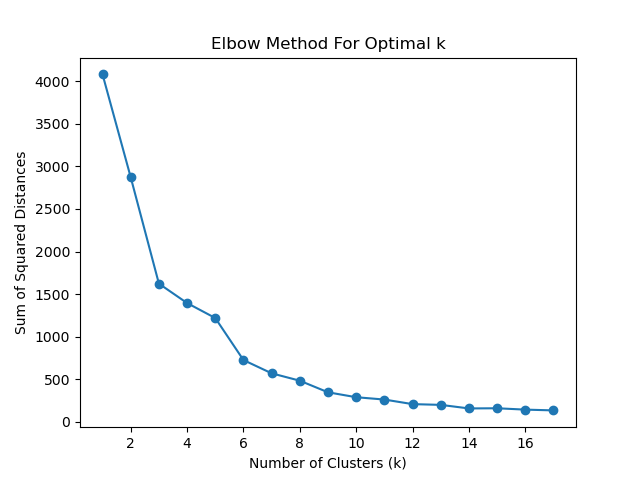 Elbow Method For Optimal k
Sum of Squared Distances
4000
3500
3000
2500
2000
1500
1000
500
0
2 4 6 8 10 12 14 16
Number of Clusters (k)